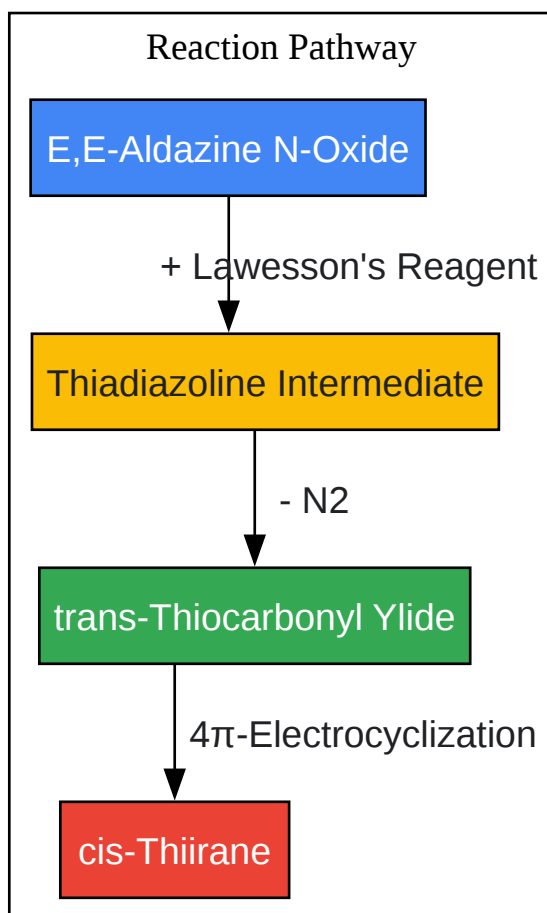 Reaction Pathway
E,E-Aldazine N-Oxide
+ Lawesson's Reagent
Thiadiazoline Intermediate
- N2
trans-Thiocarbonyl Ylide
4π-Electrocyclization
cis-Thiirane